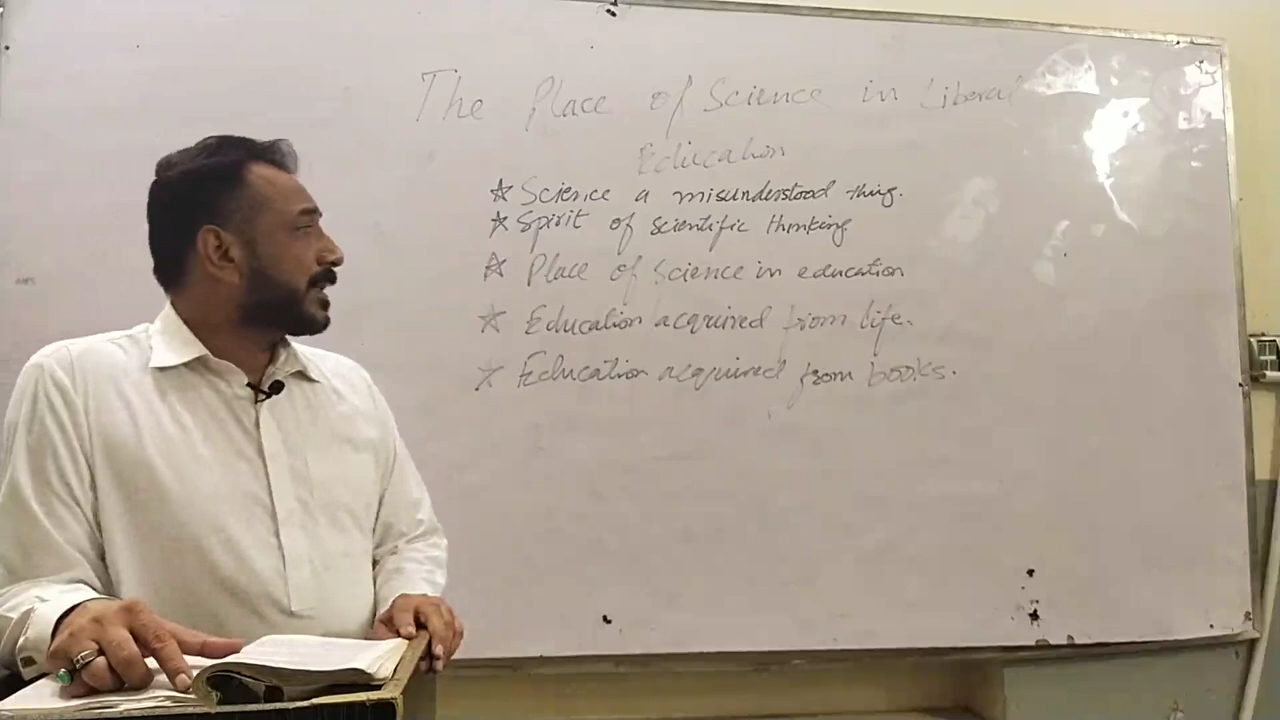 The Place of Science in Liberal
Education
☆ Science a misunderstood thing.
☆ Spirit of scientific thinking
☆ Place of Science in education
☆ Education acquired from life.
☆ Education acquired from books.